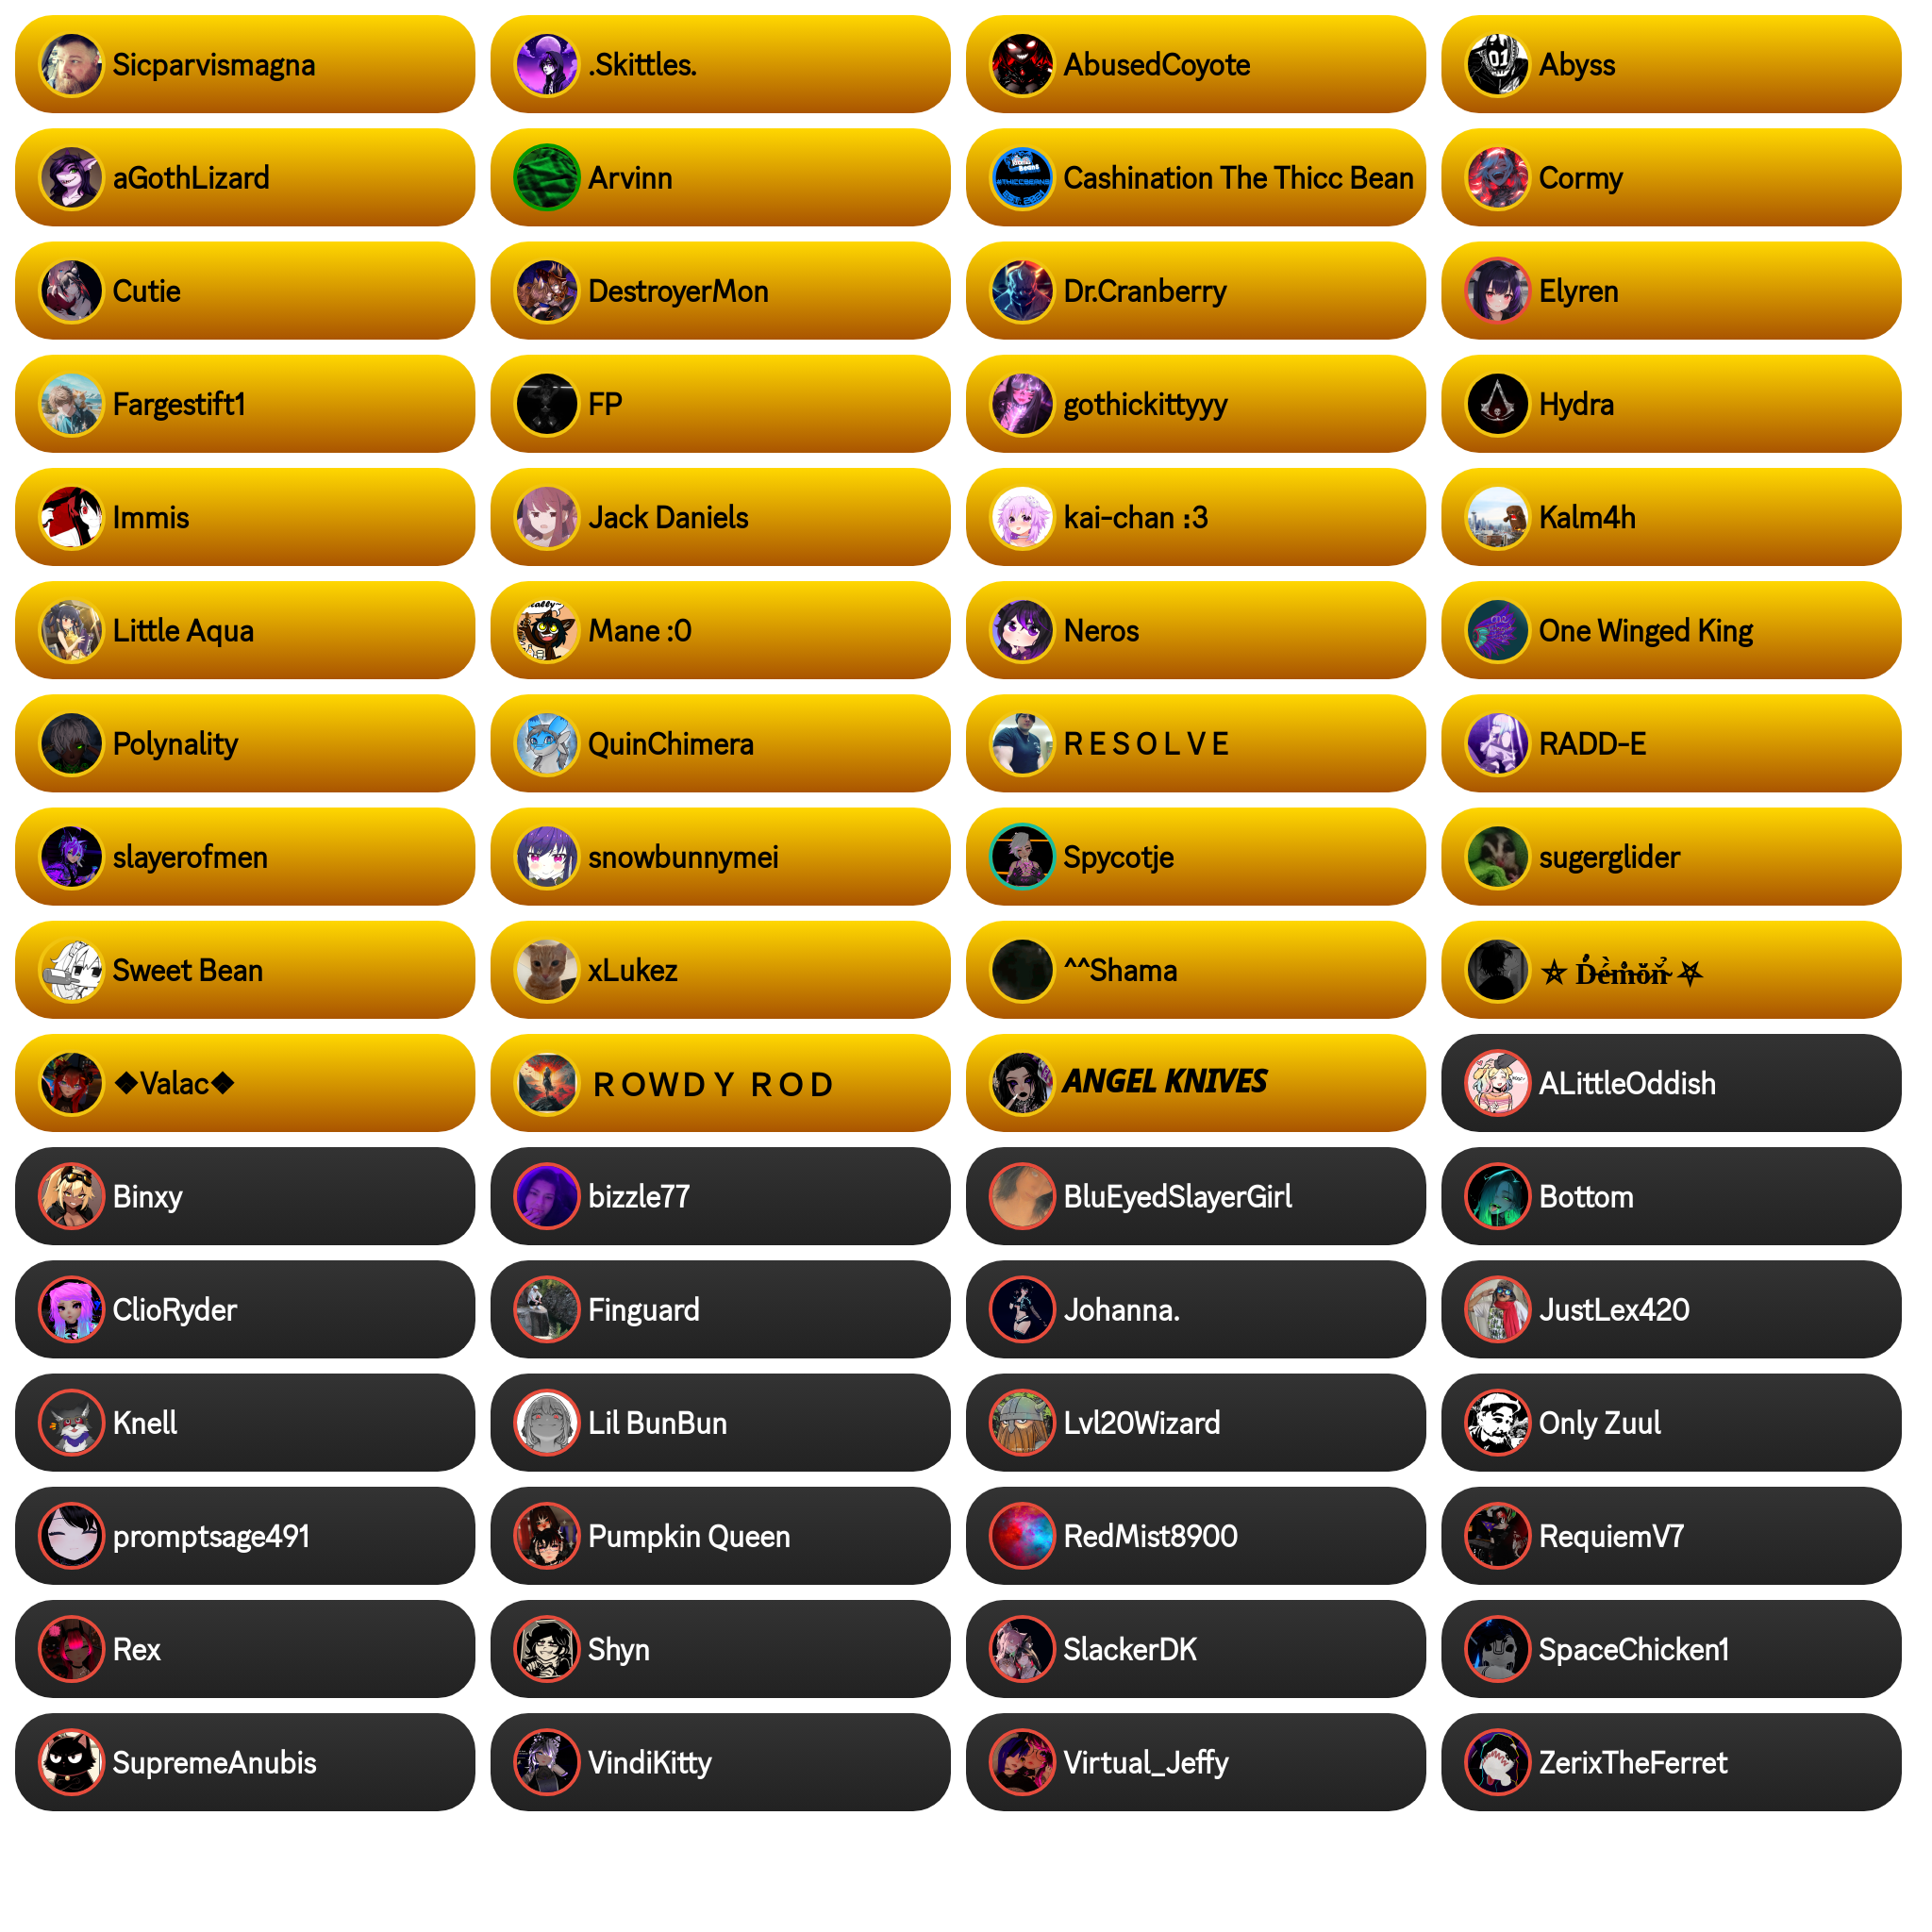 Sicparvismagna
.Skittles.
AbusedCoyote
Abyss
aGothLizard
Arvinn
Cashination The Thicc Bean
Cormy
Cutie
DestroyerMon
Dr.Cranberry
Elyren
Fargestift1
FP
gothickittyyy
Hydra
Immis
Jack Daniels
kai-chan :3
Kalm4h
Little Aqua
Mane :0
Neros
One Winged King
Polynality
QuinChimera
R E S O L V E
RADD-E
slayerofmen
snowbunnymei
Spycotje
sugerglider
Sweet Bean
xLukez
^^Shama
⛥ D̴è̴m̴o̴n̴ ⛧
❖Valac❖
ＲＯＷＤＹ ＲＯＤ
ANGEL KNIVES
ALittleOddish
Binxy
bizzle77
BluEyedSlayerGirl
Bottom
ClioRyder
Finguard
Johanna.
JustLex420
Knell
Lil BunBun
Lvl20Wizard
Only Zuul
promptsage491
Pumpkin Queen
RedMist8900
RequiemV7
Rex
Shyn
SlackerDK
SpaceChicken1
SupremeAnubis
VindiKitty
Virtual_Jeffy
ZerixTheFerret